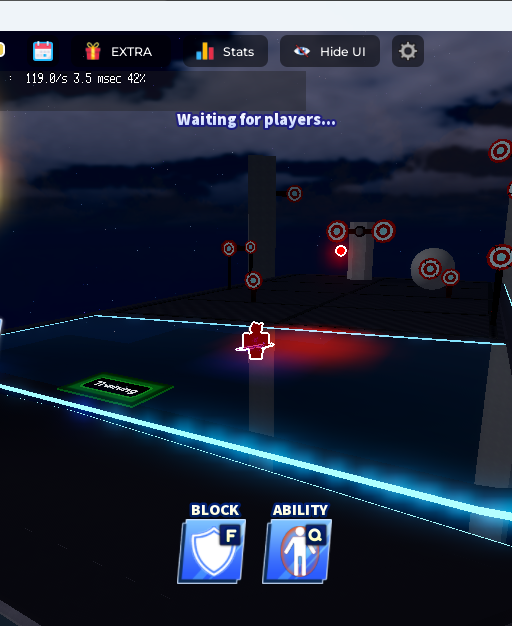 EXTRA
Stats
Hide UI
: 119.0/s 3.5 msec 42%
Waiting for players...
Training
BLOCK
ABILITY
F
Q